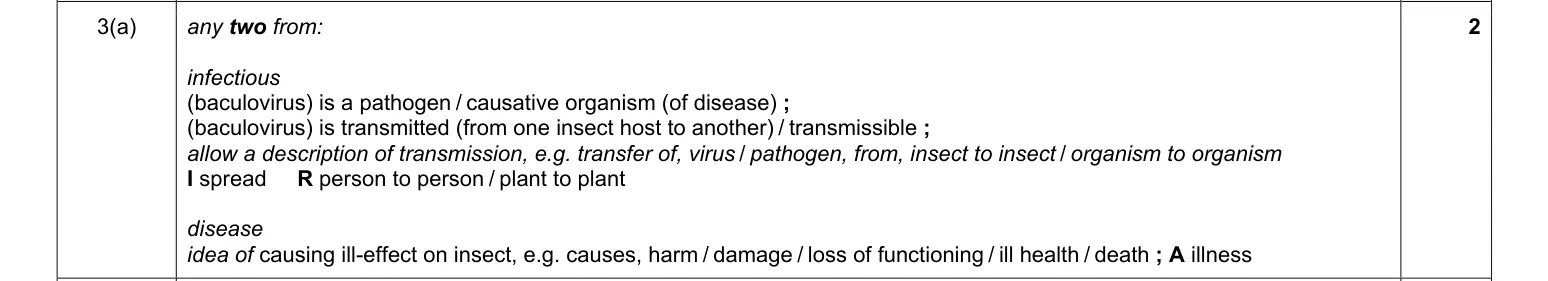 3(a) any two from: 2
infectious
(baculovirus) is a pathogen / causative organism (of disease) ;
(baculovirus) is transmitted (from one insect host to another) / transmissible ;
allow a description of transmission, e.g. transfer of, virus / pathogen, from, insect to insect / organism to organism
I spread R person to person / plant to plant
disease
idea of causing ill-effect on insect, e.g. causes, harm / damage / loss of functioning / ill health / death ; A illness